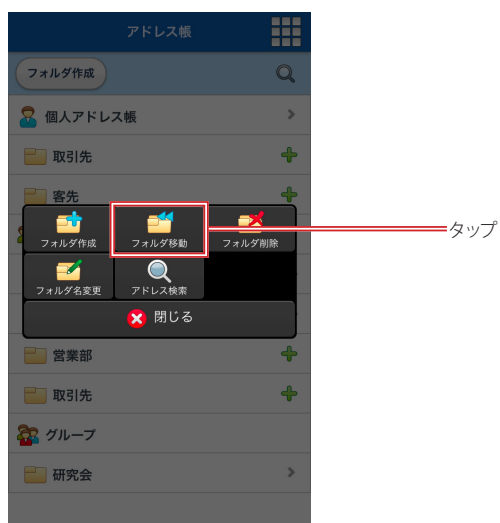 アドレス帳
フォルダ作成
個人アドレス帳
取引先
客先
フォルダ作成 フォルダ移動 フォルダ削除
タップ
フォルダ名変更 アドレス検索
閉じる
営業部
取引先
グループ
研究会